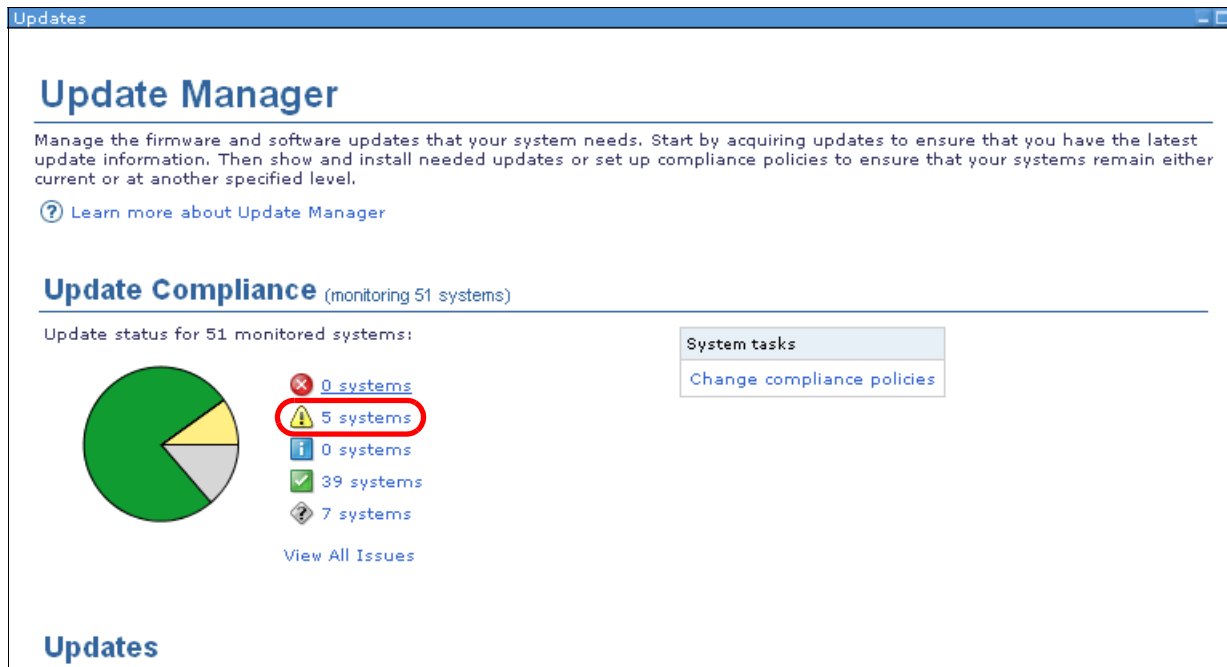 Updates
Update Manager
Manage the firmware and software updates that your system needs. Start by acquiring updates to ensure that you have the latest
update information. Then show and install needed updates or set up compliance policies to ensure that your systems remain either
current or at another specified level.
? Learn more about Update Manager
Update Compliance (monitoring 51 systems)
Update status for 51 monitored systems:
0 systems
5 systems
0 systems
39 systems
7 systems
View All Issues
System tasks
Change compliance policies
Updates